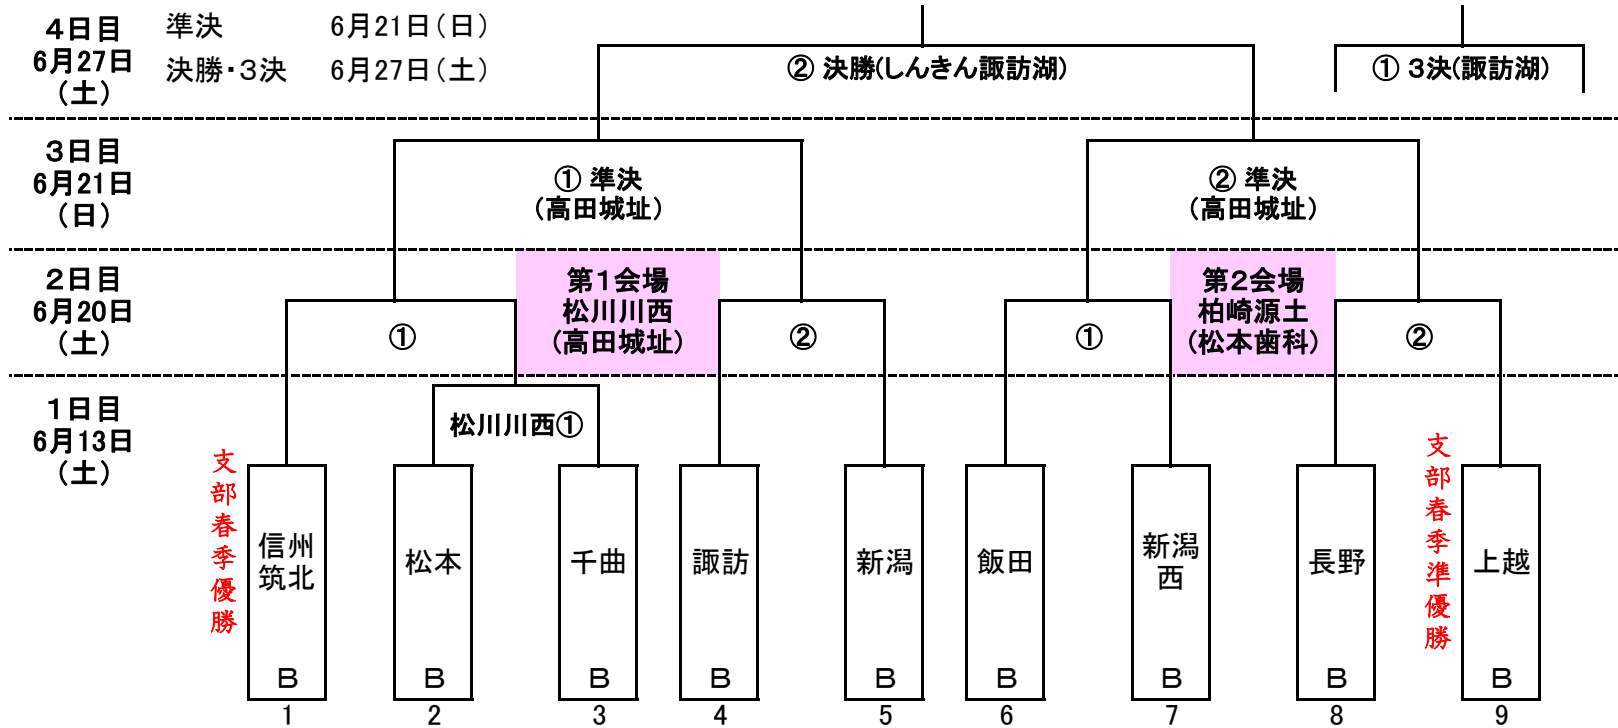 4日目
6月27日
(土)
準決 6月21日(日)
決勝・3決 6月27日(土)
② 決勝(しんきん諏訪湖)
① 3決(諏訪湖)
3日目
6月21日
(日)
① 準決
(高田城址)
② 準決
(高田城址)
2日目
6月20日
(土)
①
第1会場
松川川西
(高田城址)
②
①
第2会場
柏崎源土
(松本歯科)
②
1日目
6月13日
(土)
松川川西①
支部春季優勝
信州
筑北
B
1
松本
B
2
千曲
B
3
諏訪
B
4
新潟
B
5
飯田
B
6
新潟
西
B
7
長野
B
8
支部春季準優勝
上越
B
9